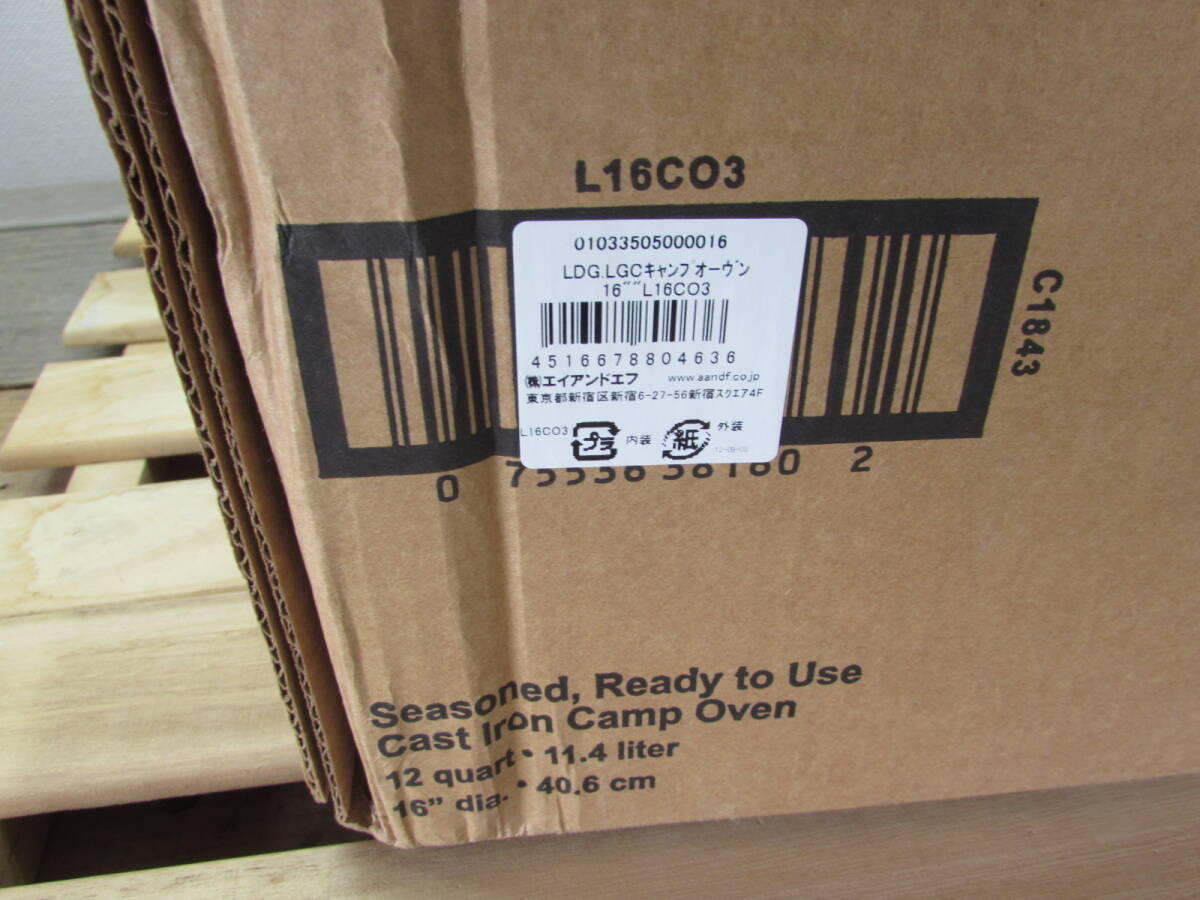 L16CO3
01033505000016
LDG.LGCキャンプオーヴン
16""L16CO3
4516678804636
㈱エイアンドエフ www.aandf.co.jp
東京都新宿区新宿6-27-56新宿スクエア4F
L16CO3 プラ 内装 紙 外装
C1843
0 75536 38160 2
Seasoned, Ready to Use
Cast Iron Camp Oven
12 quart • 11.4 liter
16” dia. • 40.6 cm